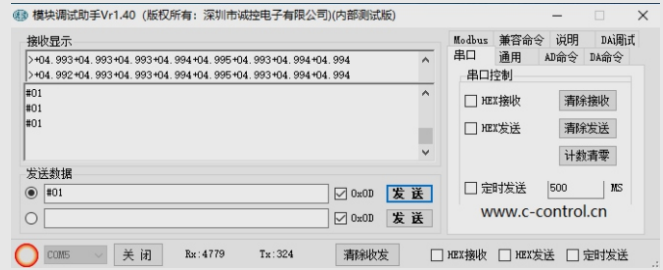 模块调试助手Vr1.40 (版权所有：深圳市诚控电子有限公司)(内部测试版)
接收显示
>+04.993+04.993+04.993+04.994+04.995+04.993+04.994+04.994
>+04.992+04.993+04.993+04.994+04.995+04.993+04.994+04.994
#01
#01
#01
发送数据
#01 0x0D 发 送
0x0D 发 送
Modbus 兼容命令 说明 DA调试
串口 通用 AD命令 DA命令
串口控制
HEX接收 清除接收
HEX发送 清除发送
计数清零
定时发送 500 MS
www.c-control.cn
COM5 关 闭 Rx:4779 Tx:324 清除收发 HEX接收 HEX发送 定时发送